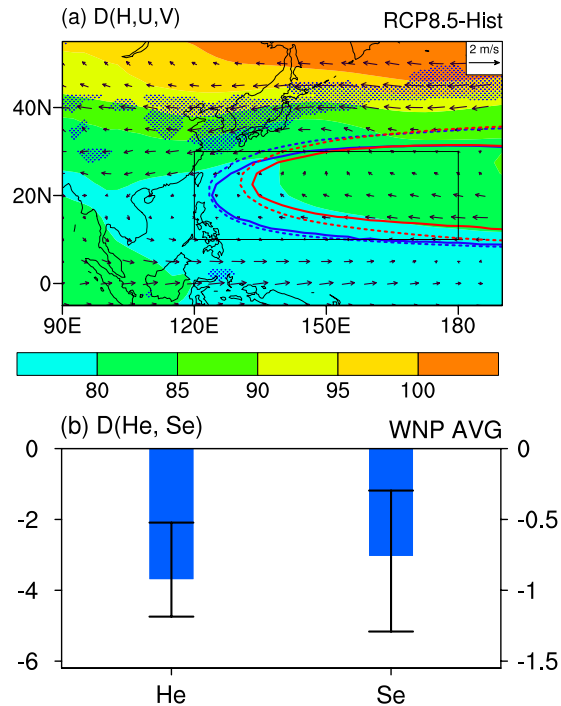 (a) D(H,U,V) RCP8.5-Hist
2 m/s
40N
20N
0
90E 120E 150E 180
80 85 90 95 100
(b) D(He, Se) WNP AVG
0 0
-2 -0.5
-4 -1
-6 -1.5
He Se